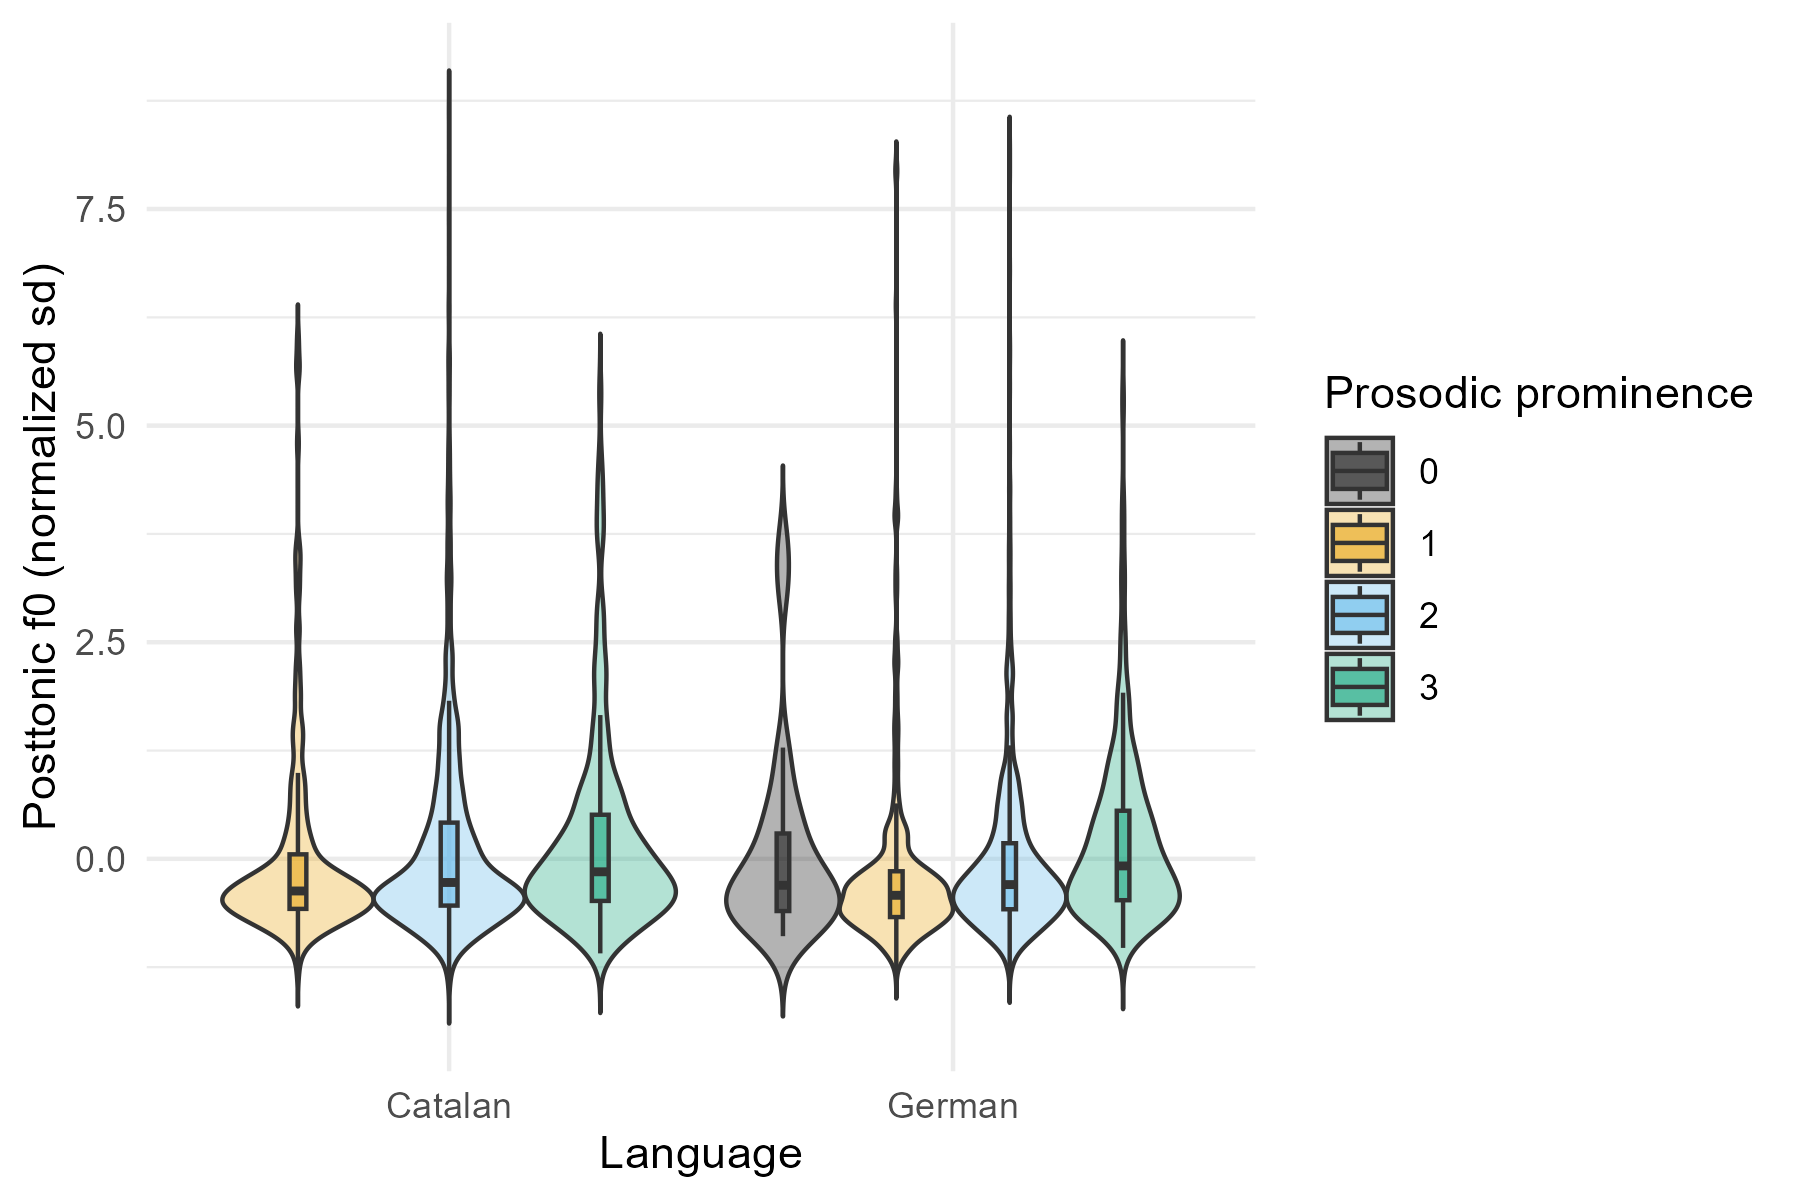 Posttonic f0 (normalized sd)
7.5
5.0
2.5
0.0
Catalan
German
Language
Prosodic prominence
0
1
2
3